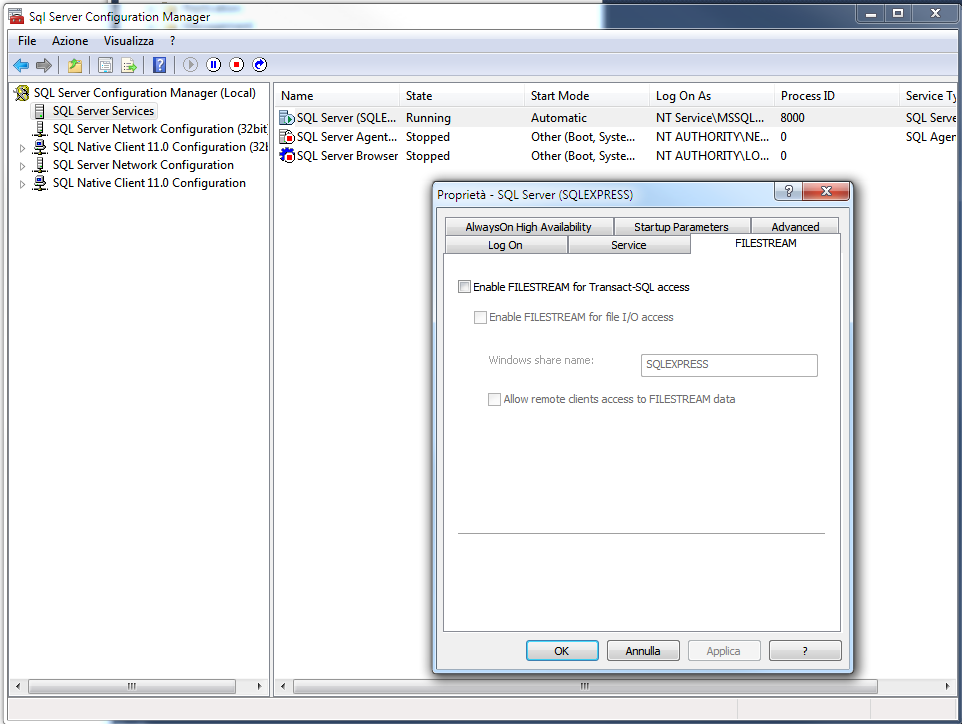 Sql Server Configuration Manager
File Azione Visualizza ?
SQL Server Configuration Manager (Local)
SQL Server Services
SQL Server Network Configuration (32bit
SQL Native Client 11.0 Configuration (32b
SQL Server Network Configuration
SQL Native Client 11.0 Configuration
Name State Start Mode Log On As Process ID Service Ty
SQL Server (SQLE... Running Automatic NT Service\MSSQL... 8000 SQL Serve
SQL Server Agent... Stopped Other (Boot, Syste... NT AUTHORITY\NE... 0 SQL Agen
SQL Server Browser Stopped Other (Boot, Syste... NT AUTHORITY\LO... 0
Proprietà - SQL Server (SQLEXPRESS)
AlwaysOn High Availability Startup Parameters Advanced
Log On Service FILESTREAM
Enable FILESTREAM for Transact-SQL access
Enable FILESTREAM for file I/O access
Windows share name: SQLEXPRESS
Allow remote clients access to FILESTREAM data
OK Annulla Applica ?